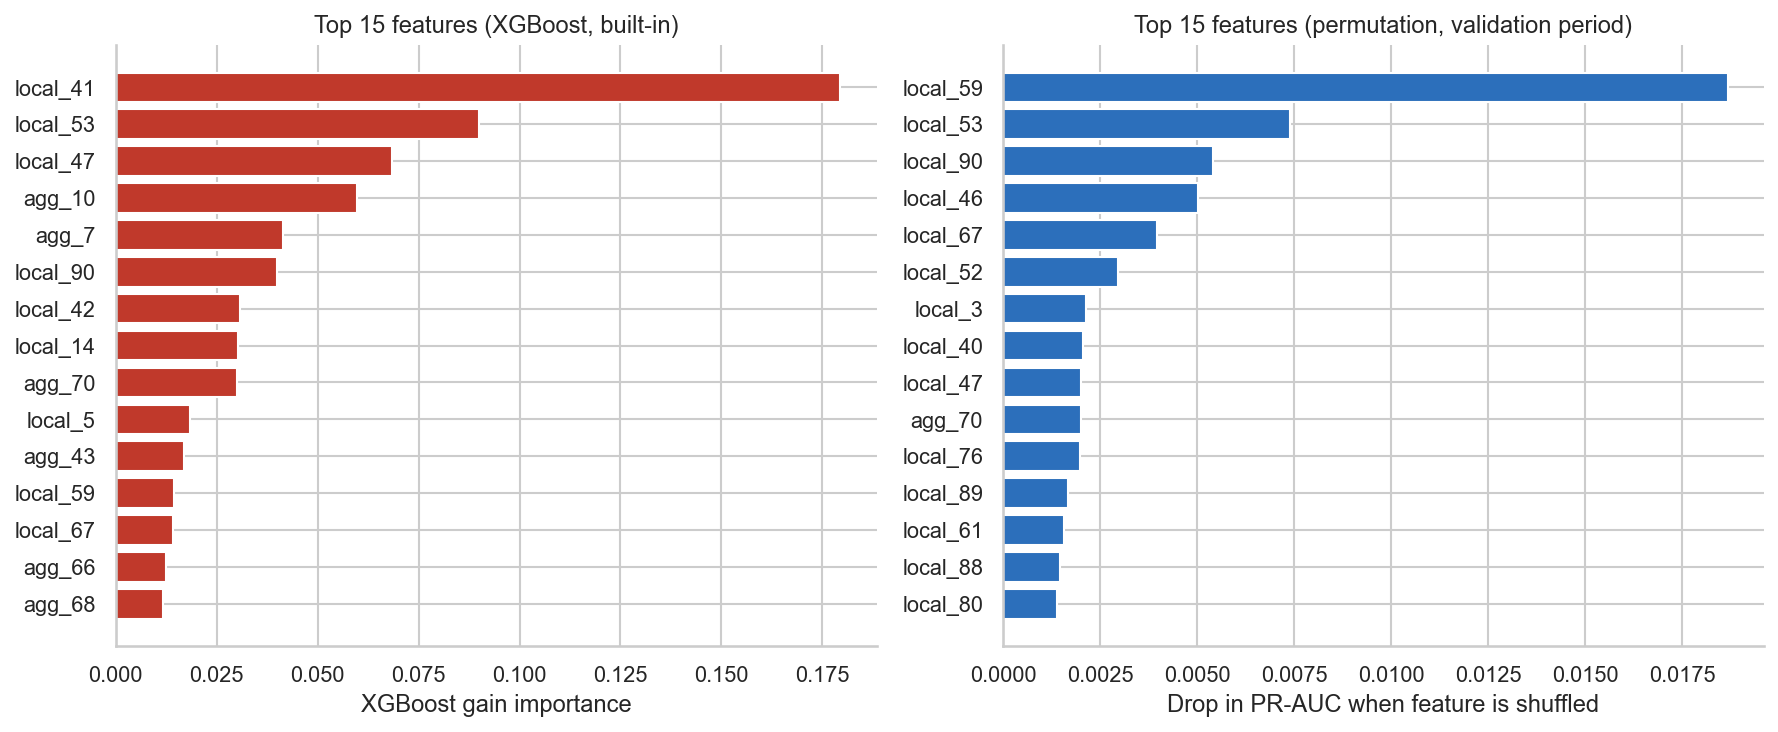 Top 15 features (XGBoost, built-in)
local_41
local_53
local_47
agg_10
agg_7
local_90
local_42
local_14
agg_70
local_5
agg_43
local_59
local_67
agg_66
agg_68
0.000 0.025 0.050 0.075 0.100 0.125 0.150 0.175
XGBoost gain importance
Top 15 features (permutation, validation period)
local_59
local_53
local_90
local_46
local_67
local_52
local_3
local_40
local_47
agg_70
local_76
local_89
local_61
local_88
local_80
0.0000 0.0025 0.0050 0.0075 0.0100 0.0125 0.0150 0.0175
Drop in PR-AUC when feature is shuffled